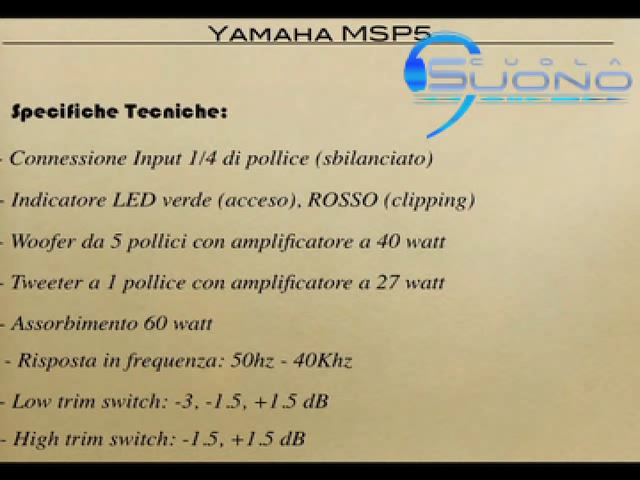 YAMAHA MSP5
SCUOLA
SUONO
Specifiche Tecniche:
- Connessione Input 1/4 di pollice (sbilanciato)
- Indicatore LED verde (acceso), ROSSO (clipping)
- Woofer da 5 pollici con amplificatore a 40 watt
- Tweeter a 1 pollice con amplificatore a 27 watt
- Assorbimento 60 watt
- Risposta in frequenza: 50hz - 40Khz
- Low trim switch: -3, -1.5, +1.5 dB
- High trim switch: -1.5, +1.5 dB